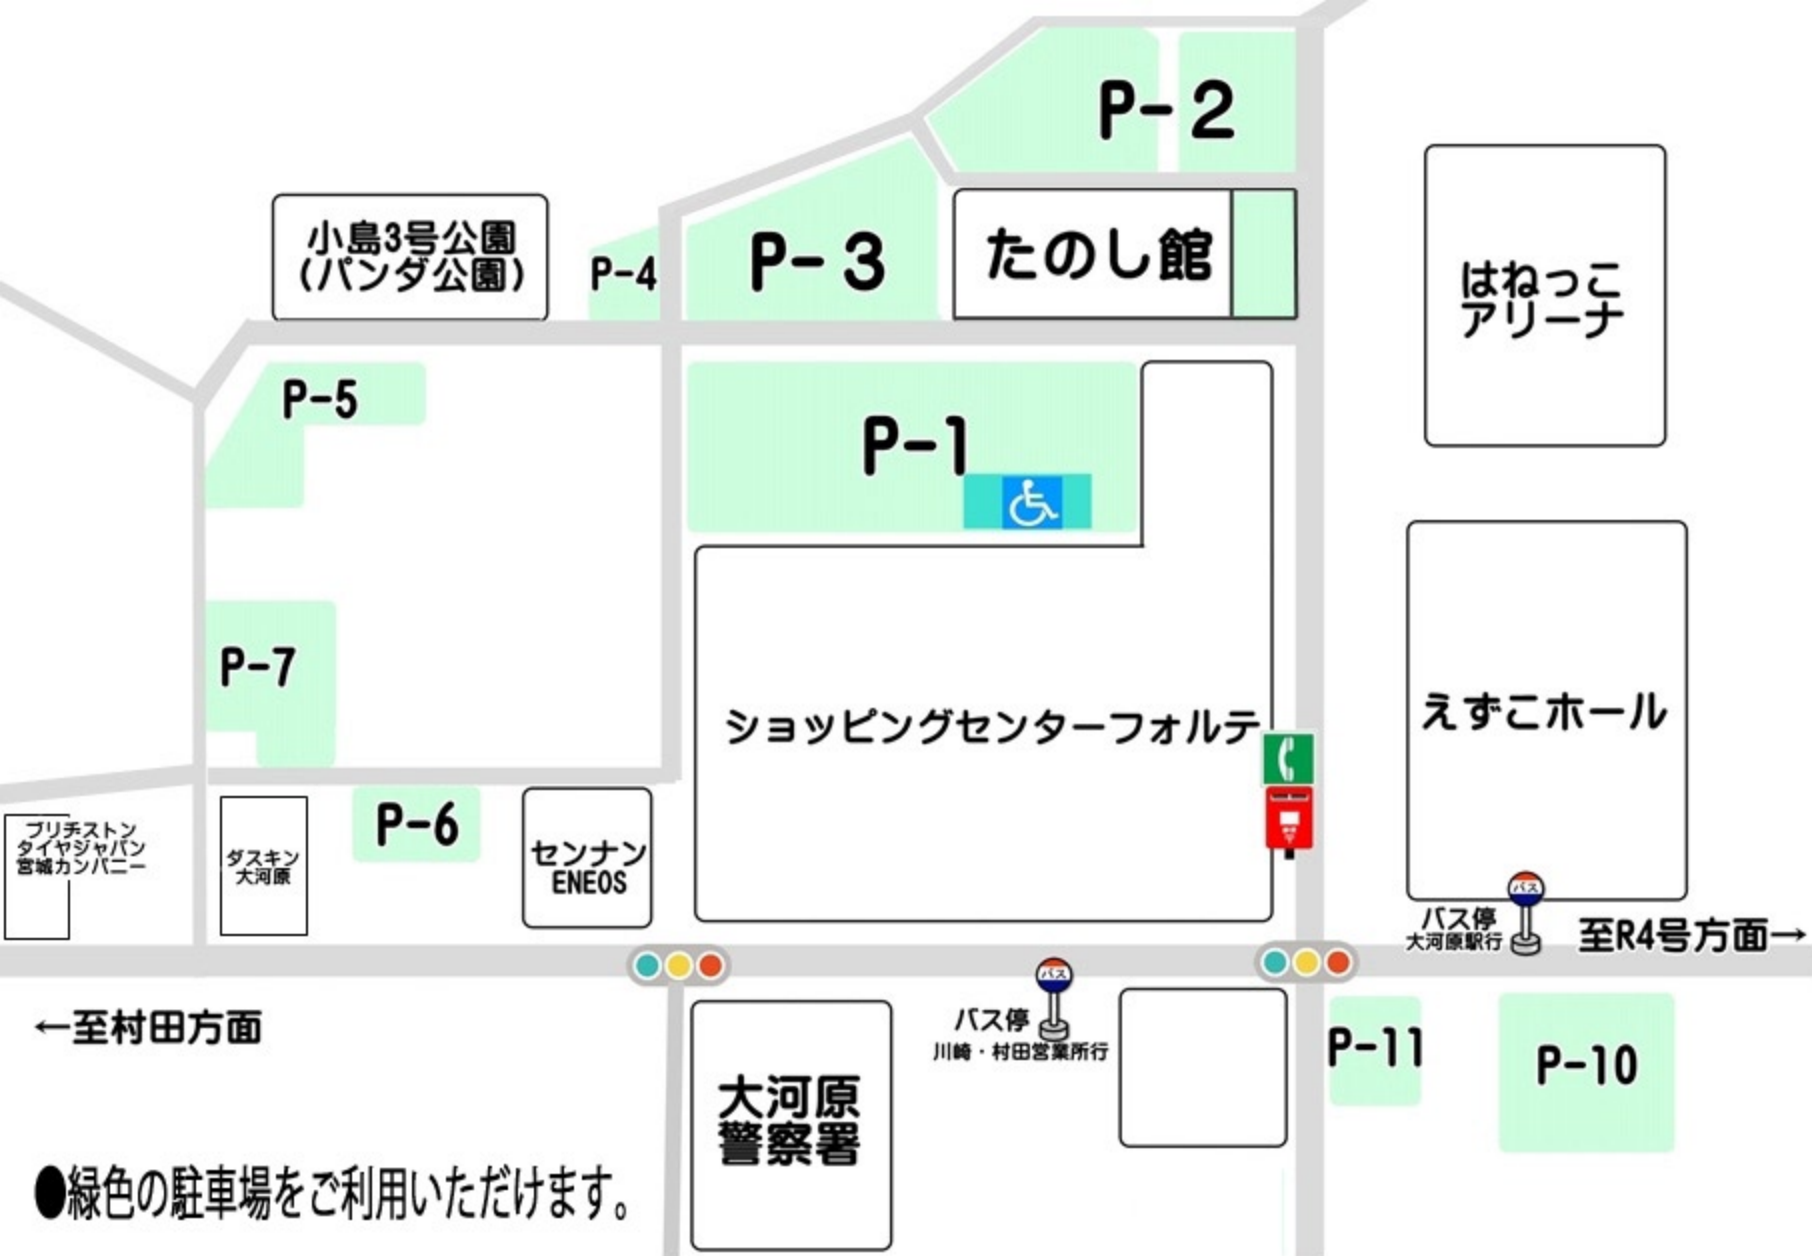 P-２
小島3号公園
(パンダ公園)
P-4
P-３
たのし館
はねっこ
アリーナ
P-5
P-1
P-7
ショッピングセンターフォルテ
えずこホール
P-6
ブリヂストン
タイヤジャパン
宮城カンパニー
ダスキン
大河原
センナン
ENEOS
バス
バス停
大河原駅行
至R4号方面→
←至村田方面
バス
バス停
川崎・村田営業所行
P-11
P-10
大河原
警察署
●緑色の駐車場をご利用いただけます。